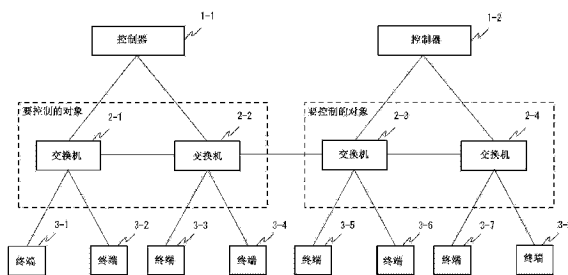 1-1
1-2
控制器
控制器
要控制的对象
要控制的对象
2-1
2-2
2-3
2-4
交换机
交换机
交换机
交换机
3-1
3-2
3-3
3-4
3-5
3-6
3-7
终端
终端
终端
终端
终端
终端
终端
终端